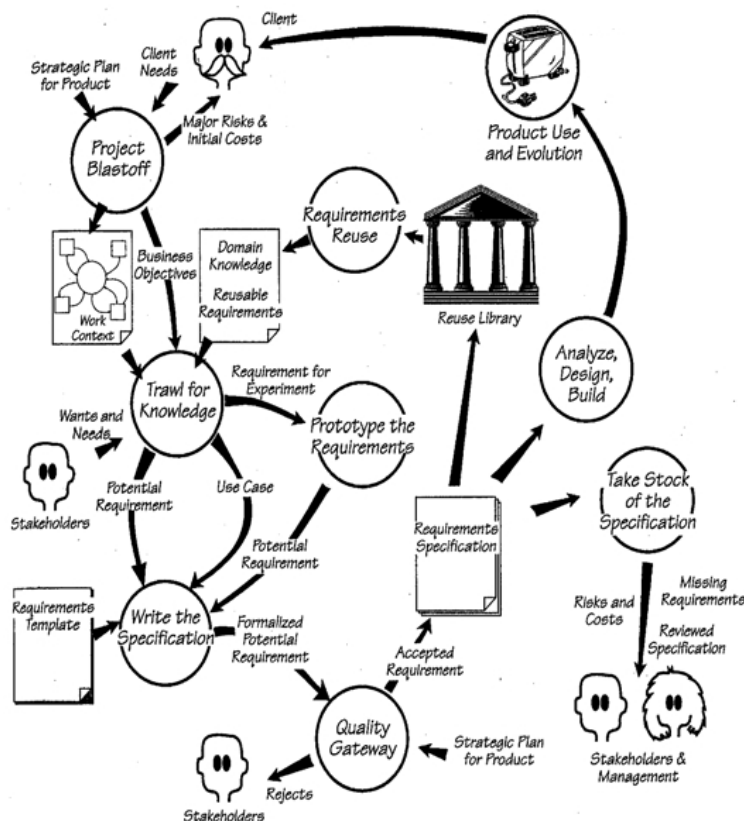 Client
Strategic Plan
for Product
Client
Needs
Major Risks &
Initial Costs
Project
Blastoff
Product Use
and Evolution
Requirements
Reuse
Business
Objectives
Domain
Knowledge
Reusable
Requirements
Work
Context
Reuse Library
Analyze,
Design,
Build
Trawl for
Knowledge
Requirement for
Experiment
Prototype the
Requirements
Wants and
Needs
Stakeholders
Potential
Requirement
Use Case
Potential
Requirement
Requirements
Specification
Take Stock
of the
Specification
Requirements
Template
Write the
Specification
Formalized
Potential
Requirement
Accepted
Requirement
Risks and
Costs
Missing
Requirements
Reviewed
Specification
Quality
Gateway
Strategic Plan
for Product
Stakeholders &
Management
Rejects
Stakeholders